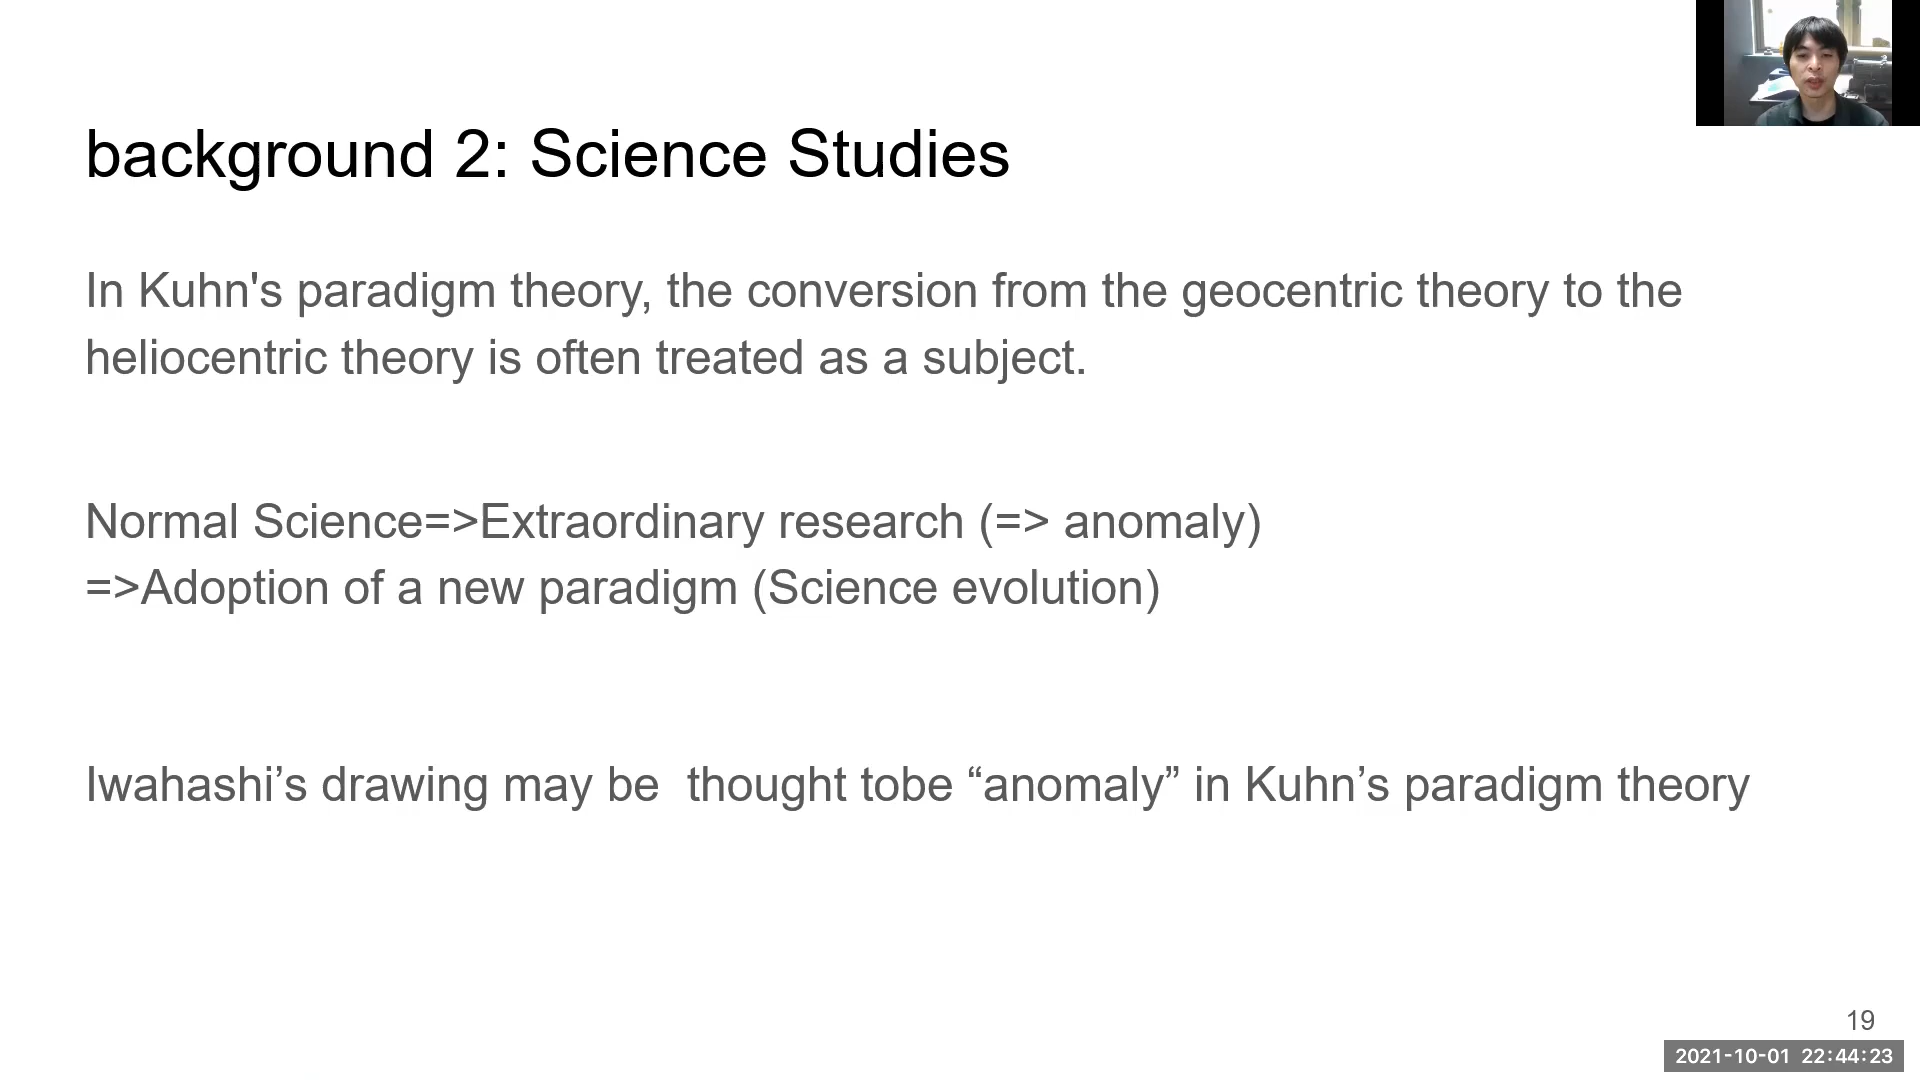 background 2: Science Studies
In Kuhn's paradigm theory, the conversion from the geocentric theory to the
heliocentric theory is often treated as a subject.
Normal Science=>Extraordinary research (=> anomaly)
=>Adoption of a new paradigm (Science evolution)
Iwahashi’s drawing may be  thought tobe “anomaly” in Kuhn’s paradigm theory
19
2021-10-01 22:44:23